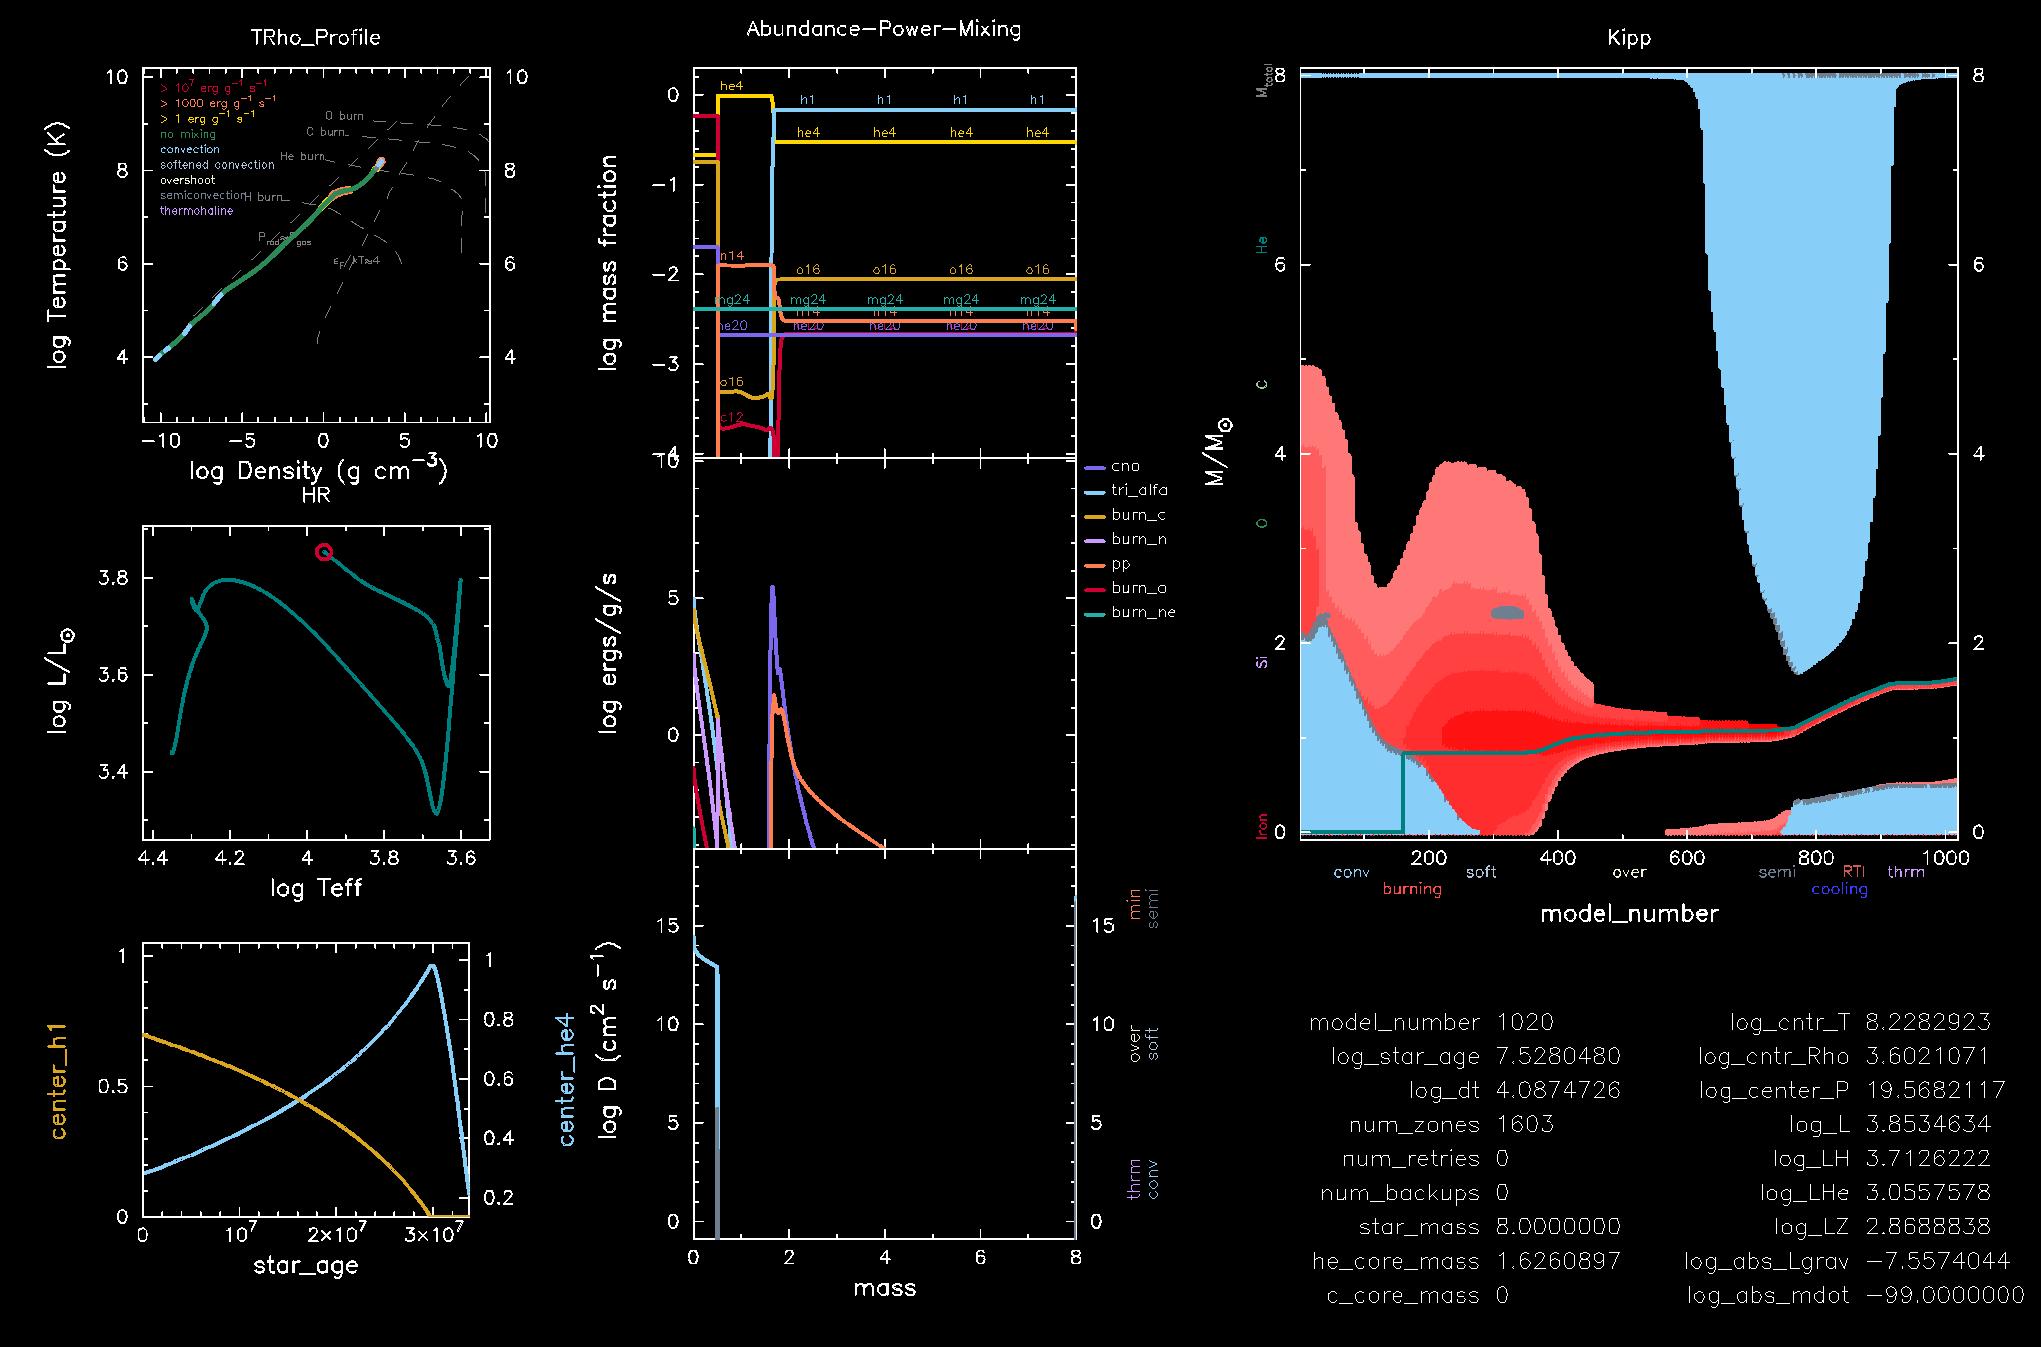 TRho_Profile
10
10
> 10⁷ erg g⁻¹ s⁻¹
> 1000 erg g⁻¹ s⁻¹
> 1 erg g⁻¹ s⁻¹
no mixing
convection
softened convection
overshoot
semiconvection
thermohaline
O burn
C burn
He burn
H burn
8
8
6
6
4
4
log Temperature (K)
−10
−5
0
5
10
log Density (g cm⁻³)
HR
3.8
3.6
3.4
log L/L⊙
4.4
4.2
4
3.8
3.6
log Teff
1
0.5
0
1
0.8
0.6
0.4
0.2
center_h1
center_he4
0
10⁷
2×10⁷
3×10⁷
star_age
Abundance−Power−Mixing
0
−1
−2
−3
−4
log mass fraction
he4
h1 h1 h1 h1
he4 he4 he4 he4
n14
o16 o16 o16 o16
mg24 mg24 mg24 mg24 mg24
n14 n14 n14 n14
ne20 ne20 ne20 ne20 ne20
o16
c12
10
5
0
log ergs/g/s
cno
tri_alfa
burn_c
burn_n
pp
burn_o
burn_ne
15
10
5
0
15
10
5
0
log D (cm² s⁻¹)
min
semi
over
soft
thrm
conv
0
2
4
6
8
mass
Kipp
8
6
4
2
0
8
6
4
2
0
M_total
He
C
O
Si
Iron
M/M⊙
200
400
600
800
1000
conv
burning
soft
over
semi
cooling
RTI
thrm
model_number
model_number 1020
log_star_age 7.5280480
log_dt 4.0874726
num_zones 1603
num_retries 0
num_backups 0
star_mass 8.0000000
he_core_mass 1.6260897
c_core_mass 0
log_cntr_T 8.2282923
log_cntr_Rho 3.6021071
log_center_P 19.5682117
log_L 3.8534634
log_LH 3.7126222
log_LHe 3.0557578
log_LZ 2.8688838
log_abs_Lgrav −7.5574044
log_abs_mdot −99.0000000